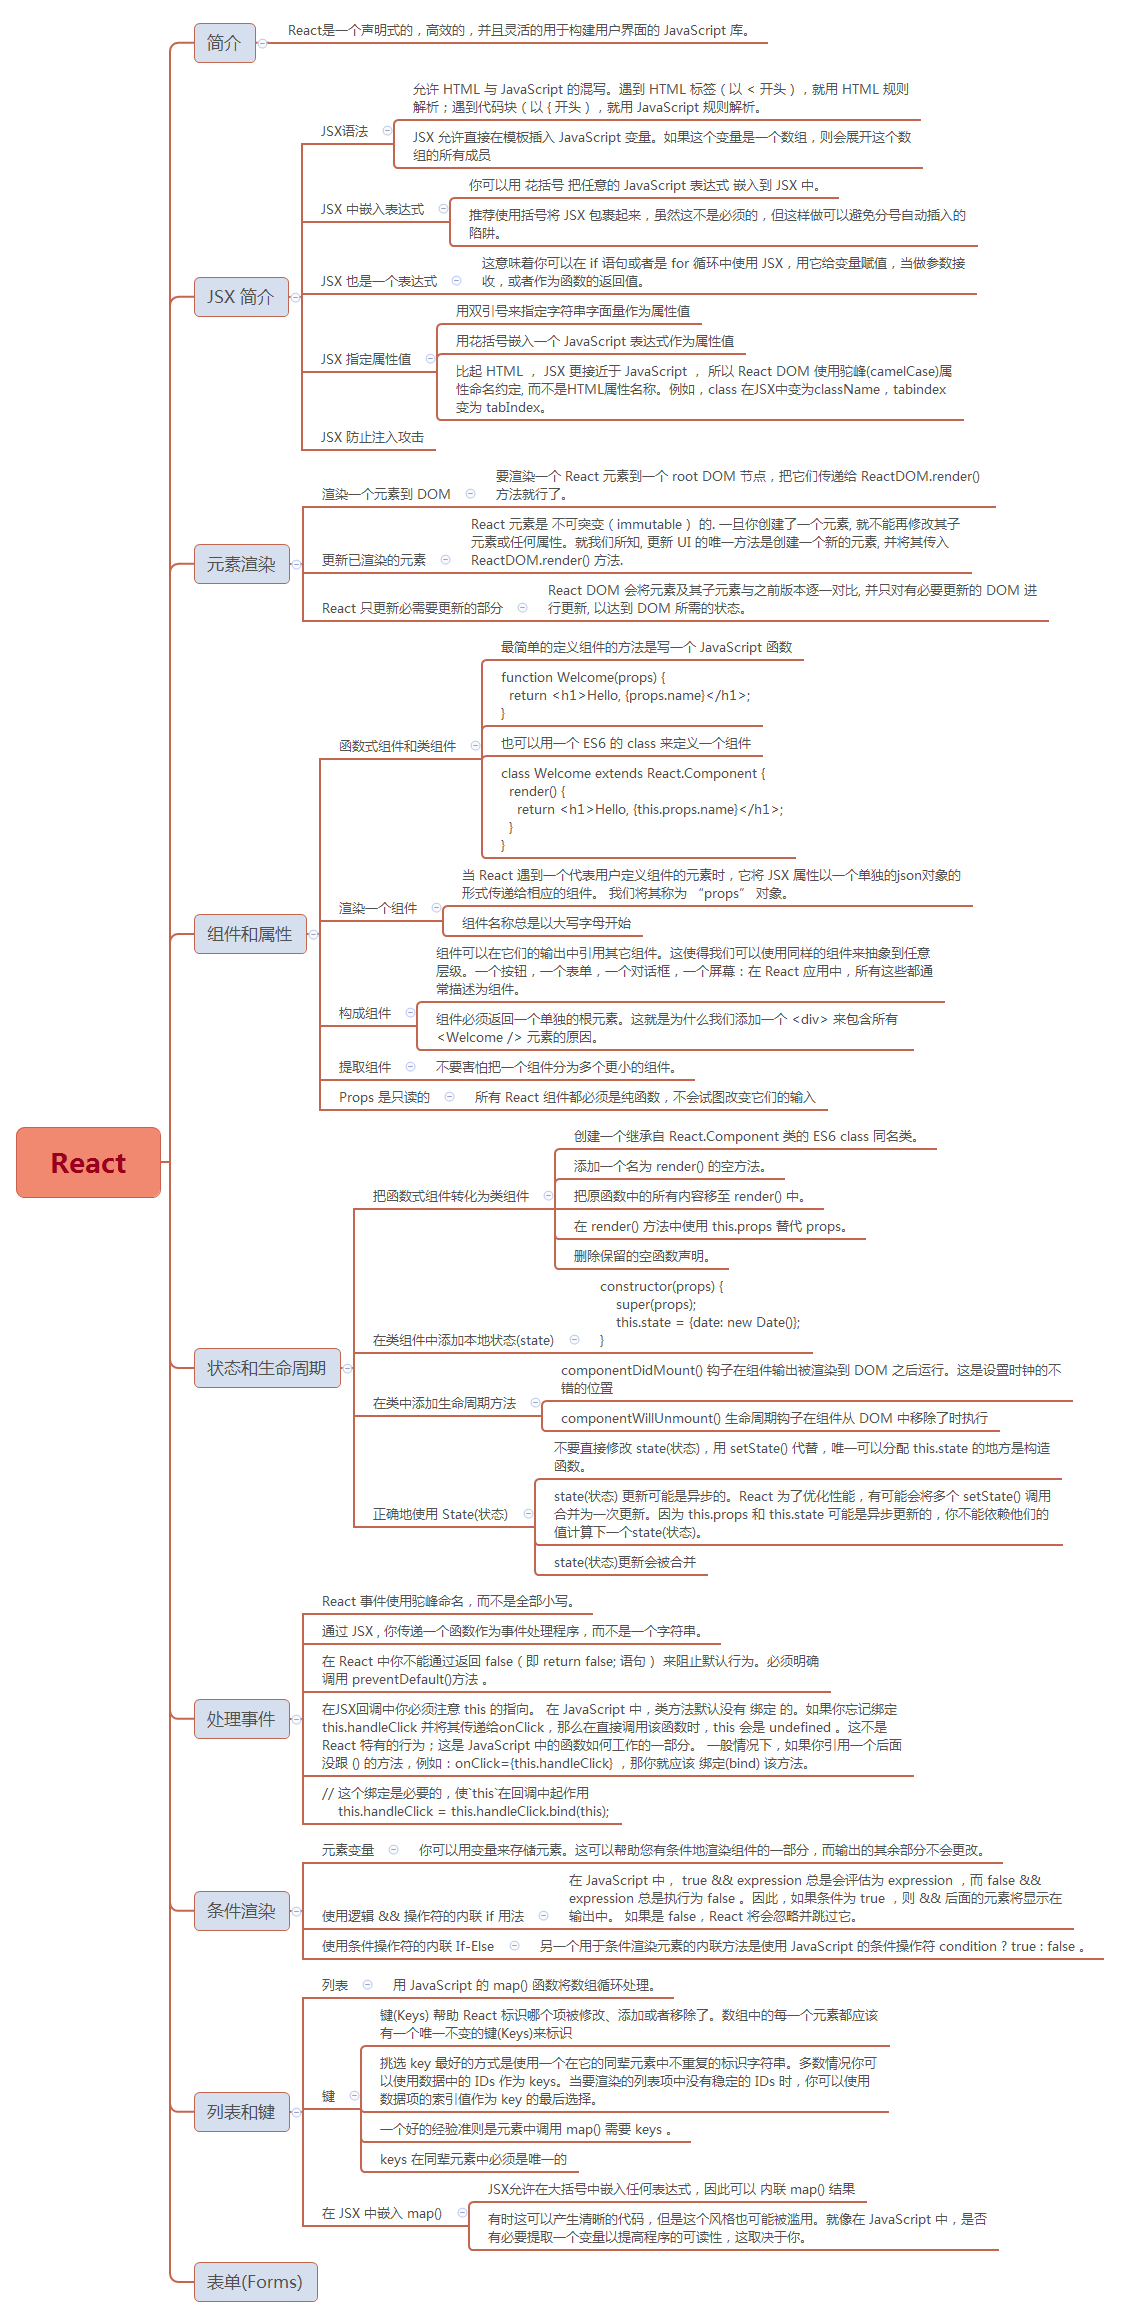 React
简介
React是一个声明式的，高效的，并且灵活的用于构建用户界面的 JavaScript 库。
JSX 简介
JSX语法
允许 HTML 与 JavaScript 的混写。遇到 HTML 标签（以 < 开头），就用 HTML 规则
解析；遇到代码块（以 { 开头），就用 JavaScript 规则解析。
JSX 允许直接在模板插入 JavaScript 变量。如果这个变量是一个数组，则会展开这个数
组的所有成员
JSX 中嵌入表达式
你可以用 花括号 把任意的 JavaScript 表达式 嵌入到 JSX 中。
推荐使用括号将 JSX 包裹起来，虽然这不是必须的，但这样做可以避免分号自动插入的
陷阱。
JSX 也是一个表达式
这意味着你可以在 if 语句或者是 for 循环中使用 JSX，用它给变量赋值，当做参数接
收，或者作为函数的返回值。
JSX 指定属性值
用双引号来指定字符串字面量作为属性值
用花括号嵌入一个 JavaScript 表达式作为属性值
比起 HTML ， JSX 更接近于 JavaScript ， 所以 React DOM 使用驼峰(camelCase)属
性命名约定, 而不是HTML属性名称。例如，class 在JSX中变为className，tabindex
变为 tabIndex。
JSX 防止注入攻击
元素渲染
渲染一个元素到 DOM
要渲染一个 React 元素到一个 root DOM 节点，把它们传递给 ReactDOM.render()
方法就行了。
更新已渲染的元素
React 元素是 不可突变（immutable） 的. 一旦你创建了一个元素, 就不能再修改其子
元素或任何属性。就我们所知, 更新 UI 的唯一方法是创建一个新的元素, 并将其传入
ReactDOM.render() 方法.
React 只更新必需要更新的部分
React DOM 会将元素及其子元素与之前版本逐一对比, 并只对有必要更新的 DOM 进
行更新, 以达到 DOM 所需的状态。
组件和属性
函数式组件和类组件
最简单的定义组件的方法是写一个 JavaScript 函数
function Welcome(props) {
return <h1>Hello, {props.name}</h1>;
}
也可以用一个 ES6 的 class 来定义一个组件
class Welcome extends React.Component {
render() {
return <h1>Hello, {this.props.name}</h1>;
}
}
渲染一个组件
当 React 遇到一个代表用户定义组件的元素时，它将 JSX 属性以一个单独的json对象的
形式传递给相应的组件。 我们将其称为 “props” 对象。
组件名称总是以大写字母开始
构成组件
组件可以在它们的输出中引用其它组件。这使得我们可以使用同样的组件来抽象到任意
层级。一个按钮，一个表单，一个对话框，一个屏幕：在 React 应用中，所有这些都通
常描述为组件。
组件必须返回一个单独的根元素。这就是为什么我们添加一个 <div> 来包含所有
<Welcome /> 元素的原因。
提取组件
不要害怕把一个组件分为多个更小的组件。
Props 是只读的
所有 React 组件都必须是纯函数，不会试图改变它们的输入
状态和生命周期
把函数式组件转化为类组件
创建一个继承自 React.Component 类的 ES6 class 同名类。
添加一个名为 render() 的空方法。
把原函数中的所有内容移至 render() 中。
在 render() 方法中使用 this.props 替代 props。
删除保留的空函数声明。
在类组件中添加本地状态(state)
constructor(props) {
super(props);
this.state = {date: new Date()};
}
在类中添加生命周期方法
componentDidMount() 钩子在组件输出被渲染到 DOM 之后运行。这是设置时钟的不
错的位置
componentWillUnmount() 生命周期钩子在组件从 DOM 中移除了时执行
正确地使用 State(状态)
不要直接修改 state(状态)，用 setState() 代替，唯一可以分配 this.state 的地方是构造
函数。
state(状态) 更新可能是异步的。React 为了优化性能，有可能会将多个 setState() 调用
合并为一次更新。因为 this.props 和 this.state 可能是异步更新的，你不能依赖他们的
值计算下一个state(状态)。
state(状态)更新会被合并
处理事件
React 事件使用驼峰命名，而不是全部小写。
通过 JSX , 你传递一个函数作为事件处理程序，而不是一个字符串。
在 React 中你不能通过返回 false（即 return false; 语句） 来阻止默认行为。必须明确
调用 preventDefault()方法 。
在JSX回调中你必须注意 this 的指向。 在 JavaScript 中，类方法默认没有 绑定 的。如果你忘记绑定
this.handleClick 并将其传递给onClick，那么在直接调用该函数时，this 会是 undefined 。这不是
React 特有的行为；这是 JavaScript 中的函数如何工作的一部分。 一般情况下，如果你引用一个后面
没跟 () 的方法，例如：onClick={this.handleClick} ，那你就应该 绑定(bind) 该方法。
// 这个绑定是必要的，使`this`在回调中起作用
this.handleClick = this.handleClick.bind(this);
条件渲染
元素变量
你可以用变量来存储元素。这可以帮助您有条件地渲染组件的一部分，而输出的其余部分不会更改。
使用逻辑 && 操作符的内联 if 用法
在 JavaScript 中， true && expression 总是会评估为 expression ，而 false &&
expression 总是执行为 false 。因此，如果条件为 true ，则 && 后面的元素将显示在
输出中。 如果是 false，React 将会忽略并跳过它。
使用条件操作符的内联 If-Else
另一个用于条件渲染元素的内联方法是使用 JavaScript 的条件操作符 condition ? true : false 。
列表和键
列表
用 JavaScript 的 map() 函数将数组循环处理。
键
键(Keys) 帮助 React 标识哪个项被修改、添加或者移除了。数组中的每一个元素都应该
有一个唯一不变的键(Keys)来标识
挑选 key 最好的方式是使用一个在它的同辈元素中不重复的标识字符串。多数情况你可
以使用数据中的 IDs 作为 keys。当要渲染的列表项中没有稳定的 IDs 时，你可以使用
数据项的索引值作为 key 的最后选择。
一个好的经验准则是元素中调用 map() 需要 keys 。
keys 在同辈元素中必须是唯一的
在 JSX 中嵌入 map()
JSX允许在大括号中嵌入任何表达式，因此可以 内联 map() 结果
有时这可以产生清晰的代码，但是这个风格也可能被滥用。就像在 JavaScript 中，是否
有必要提取一个变量以提高程序的可读性，这取决于你。
表单(Forms)